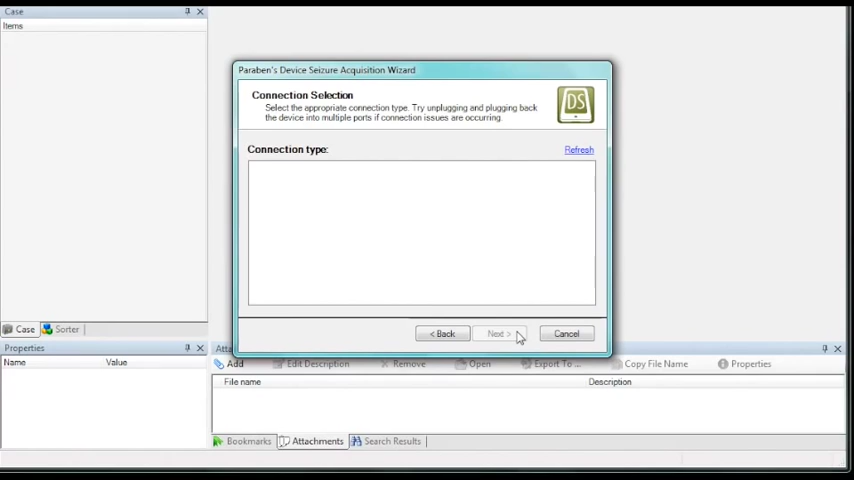 Case
Items
Paraben's Device Seizure Acquisition Wizard
Connection Selection
Select the appropriate connection type. Try unplugging and plugging back
the device into multiple ports if connection issues are occurring.
DS
Connection type:
Refresh
< Back
Next >
Cancel
Case
Sorter
Properties
Name
Value
Add
Edit Description
Remove
Open
Export To ...
Copy File Name
Properties
File name
Description
Bookmarks
Attachments
Search Results